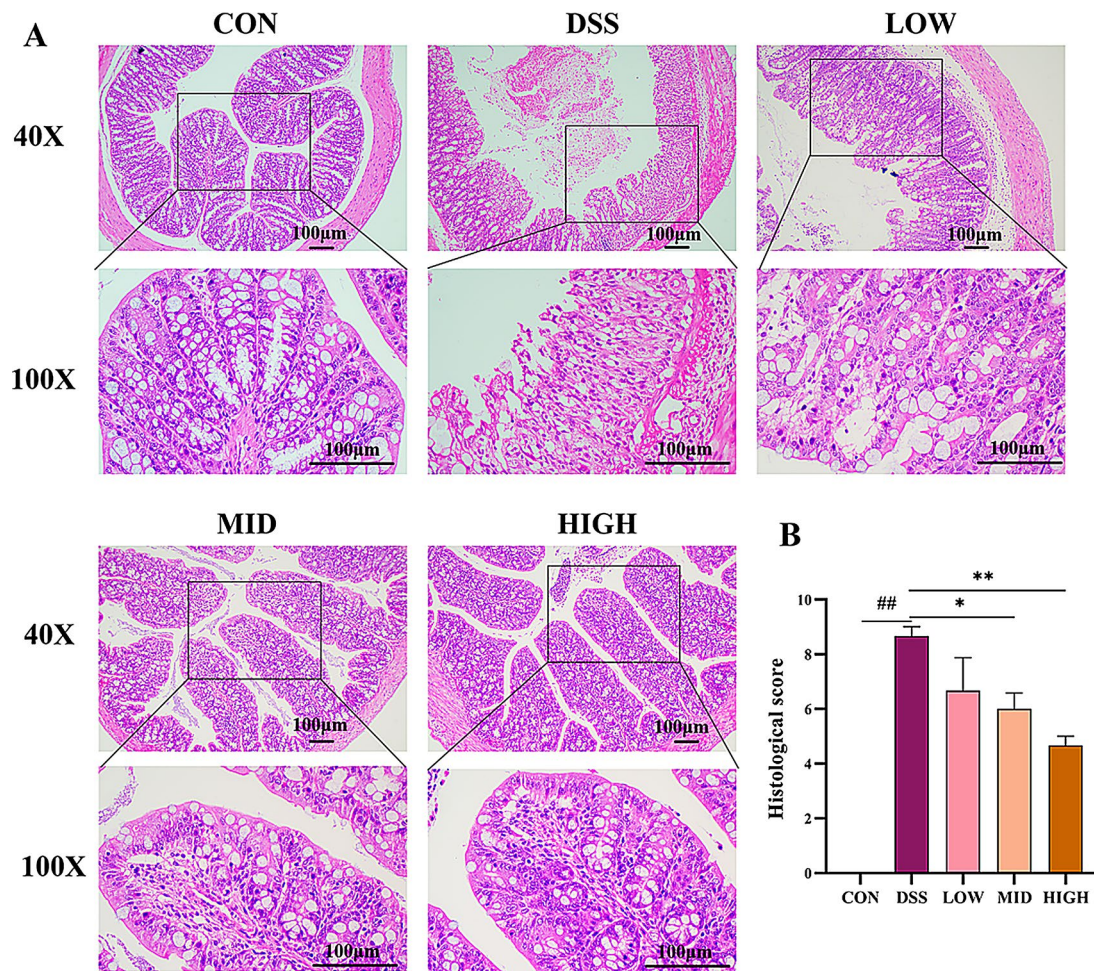 A
CON
DSS
LOW
40X
100μm
100μm
100μm
100X
100μm
100μm
100μm
MID
HIGH
40X
100μm
100μm
100X
100μm
100μm
B
Histological score
10
8
6
4
2
0
##
**
*
CON
DSS
LOW
MID
HIGH